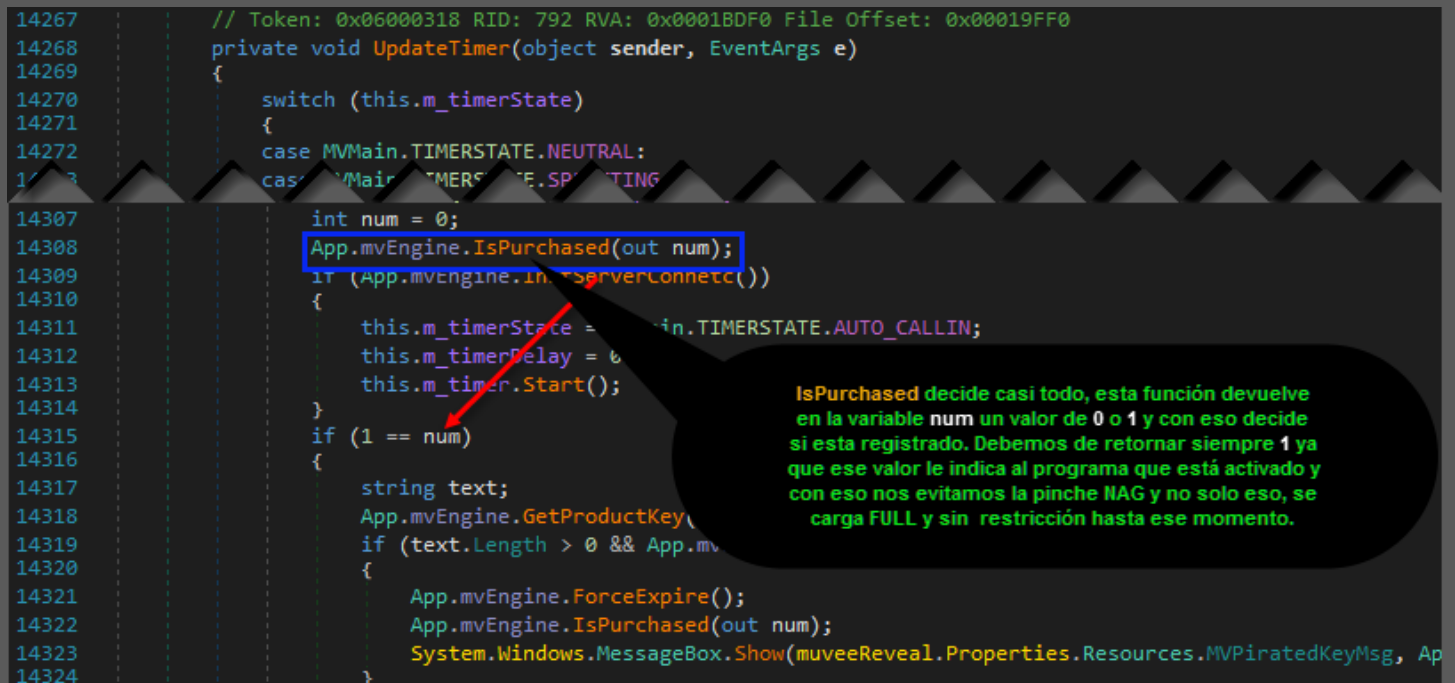 14267 // Token: 0x06000318 RID: 792 RVA: 0x0001BDF0 File Offset: 0x00019FF0
14268 private void UpdateTimer(object sender, EventArgs e)
14269 {
14270 switch (this.m_timerState)
14271 {
14272 case MVMain.TIMERSTATE.NEUTRAL:
14307 int num = 0;
14308 App.mvEngine.IsPurchased(out num);
14309 if (App.mvEngine.InitServerConnetc())
14310 {
14311 this.m_timerState = in.TIMERSTATE.AUTO_CALLIN;
14312 this.m_timerDelay = 0
14313 this.m_timer.Start();
14314 }
14315 if (1 == num)
14316 {
14317 string text;
14318 App.mvEngine.GetProductKey(
14319 if (text.Length > 0 && App.mv
14320 {
14321 App.mvEngine.ForceExpire();
14322 App.mvEngine.IsPurchased(out num);
14323 System.Windows.MessageBox.Show(muveeReveal.Properties.Resources.MVPiratedKeyMsg, Ap
14324 }
IsPurchased decide casi todo, esta función devuelve
en la variable num un valor de 0 o 1 y con eso decide
si esta registrado. Debemos de retornar siempre 1 ya
que ese valor le indica al programa que está activado y
con eso nos evitamos la pinche NAG y no solo eso, se
carga FULL y sin restricción hasta ese momento.